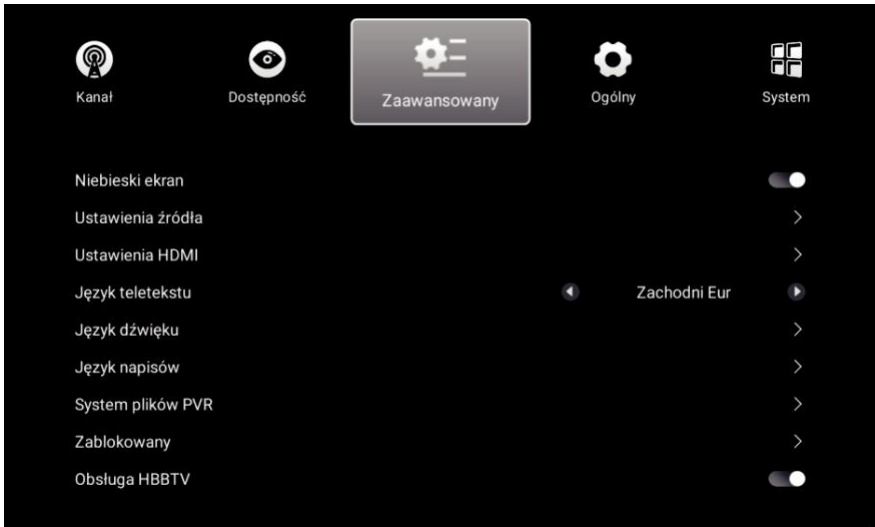 Kanał
Dostępność
Zaawansowany
Ogólny
System
Niebieski ekran
Ustawienia źródła
Ustawienia HDMI
Język teletekstu Zachodni Eur
Język dźwięku
Język napisów
System plików PVR
Zablokowany
Obsługa HBBTV